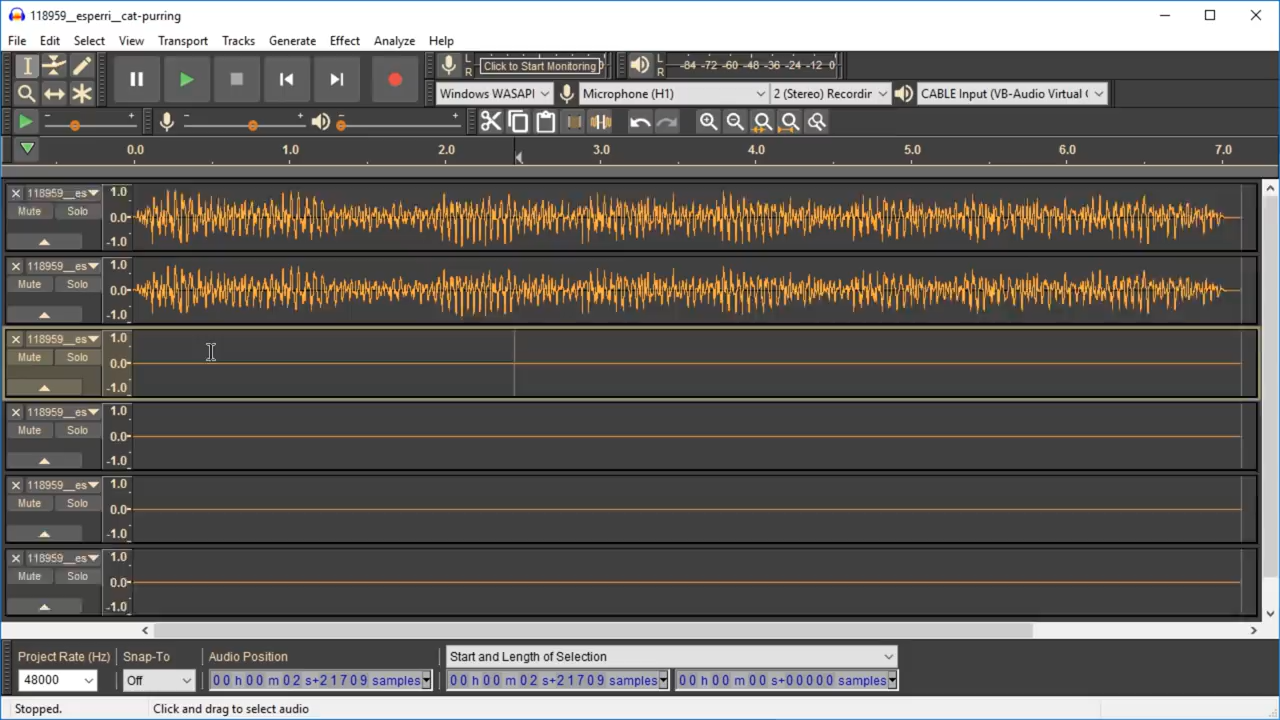 118959__esperri__cat-purring
File Edit Select View Transport Tracks Generate Effect Analyze Help
L R Click to Start Monitoring L R -84 -72 -60 -48 -36 -24 -12 0
Windows WASAPI Microphone (H1) 2 (Stereo) Recordir CABLE Input (VB-Audio Virtual (
- + - + - +
0.0 1.0 2.0 3.0 4.0 5.0 6.0 7.0
118959__es 1.0
Mute Solo 0.0
-1.0
118959__es 1.0
Mute Solo 0.0
-1.0
118959__es 1.0
Mute Solo 0.0
-1.0
118959__es 1.0
Mute Solo 0.0
-1.0
118959__es 1.0
Mute Solo 0.0
-1.0
118959__es 1.0
Mute Solo 0.0
-1.0
Project Rate (Hz) Snap-To Audio Position Start and Length of Selection
48000 Off 00 h 00 m 02 s+21709 samples 00 h 00 m 02 s+21709 samples 00 h 00 m 00 s+00000 samples
Stopped. Click and drag to select audio